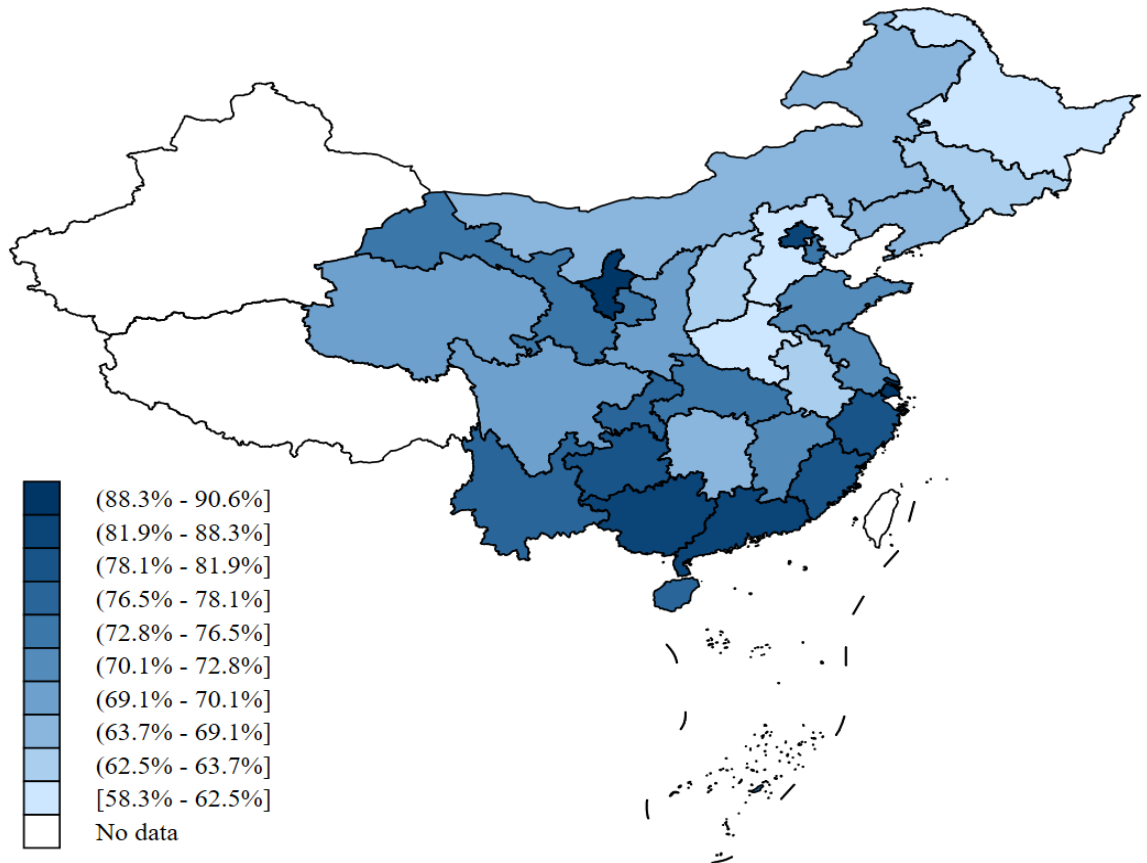 (88.3% - 90.6%]
(81.9% - 88.3%]
(78.1% - 81.9%]
(76.5% - 78.1%]
(72.8% - 76.5%]
(70.1% - 72.8%]
(69.1% - 70.1%]
(63.7% - 69.1%]
(62.5% - 63.7%]
[58.3% - 62.5%]
No data